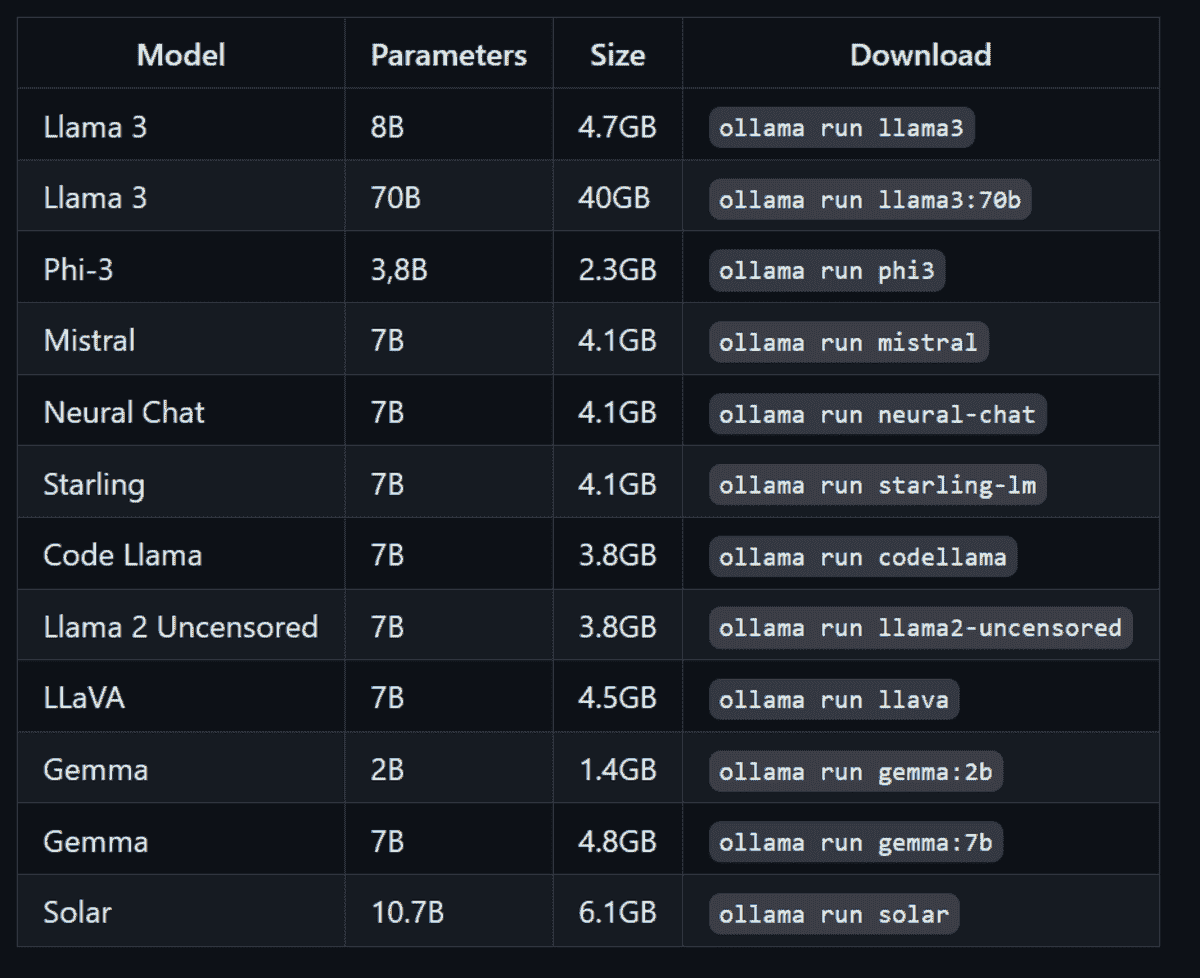 Model Parameters Size Download
Llama 3 8B 4.7GB ollama run llama3
Llama 3 70B 40GB ollama run llama3:70b
Phi-3 3,8B 2.3GB ollama run phi3
Mistral 7B 4.1GB ollama run mistral
Neural Chat 7B 4.1GB ollama run neural-chat
Starling 7B 4.1GB ollama run starling-lm
Code Llama 7B 3.8GB ollama run codellama
Llama 2 Uncensored 7B 3.8GB ollama run llama2-uncensored
LLaVA 7B 4.5GB ollama run llava
Gemma 2B 1.4GB ollama run gemma:2b
Gemma 7B 4.8GB ollama run gemma:7b
Solar 10.7B 6.1GB ollama run solar